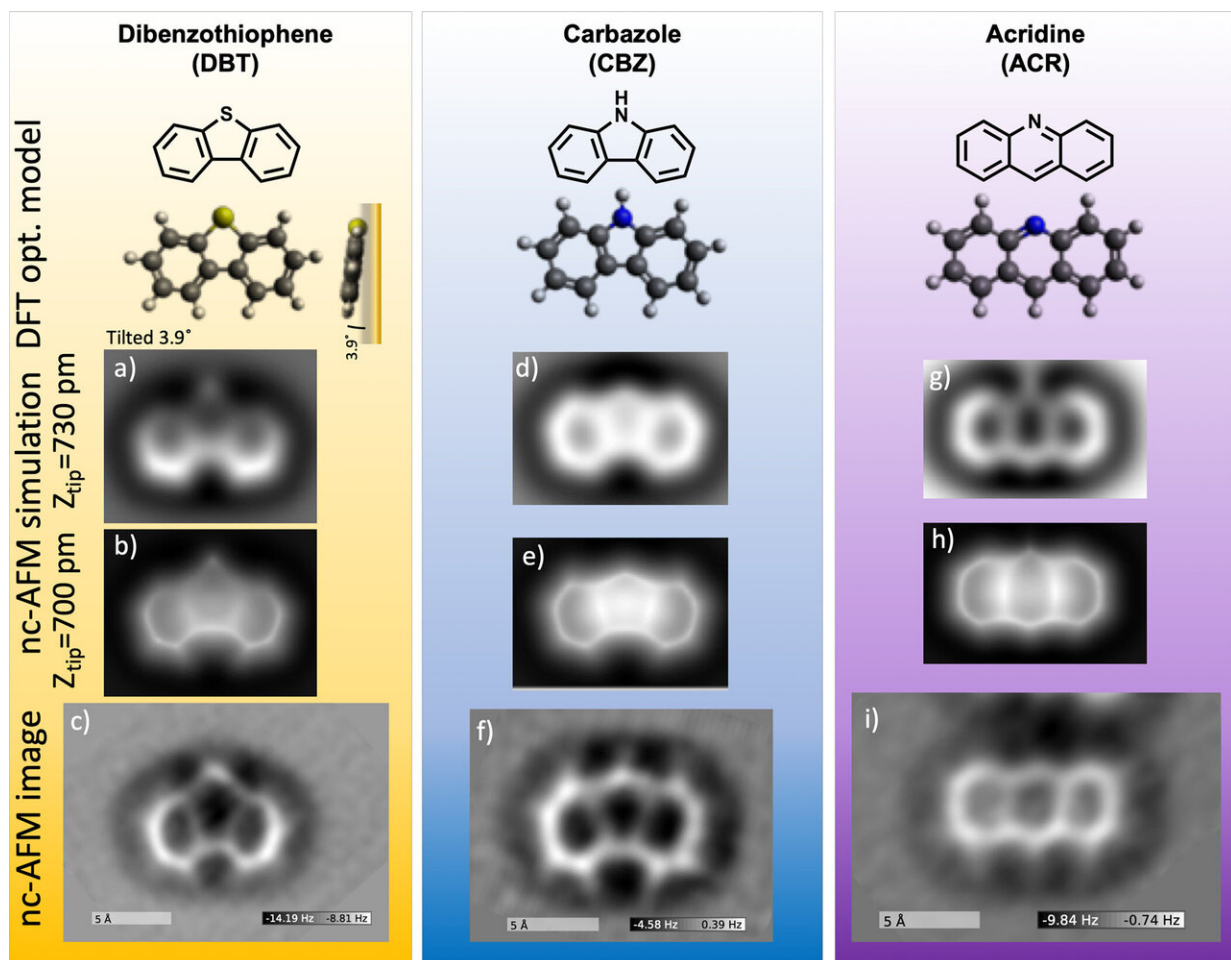 Dibenzothiophene
(DBT)
Carbazole
(CBZ)
Acridine
(ACR)
DFT opt. model
S
H
N
N
3.9˚
Tilted 3.9˚
nc-AFM simulation
Ztip=730 pm
a)
d)
g)
Ztip=700 pm
b)
e)
h)
nc-AFM image
c)
f)
i)
5 Å
-14.19 Hz -8.81 Hz
5 Å
-4.58 Hz 0.39 Hz
5 Å
-9.84 Hz -0.74 Hz